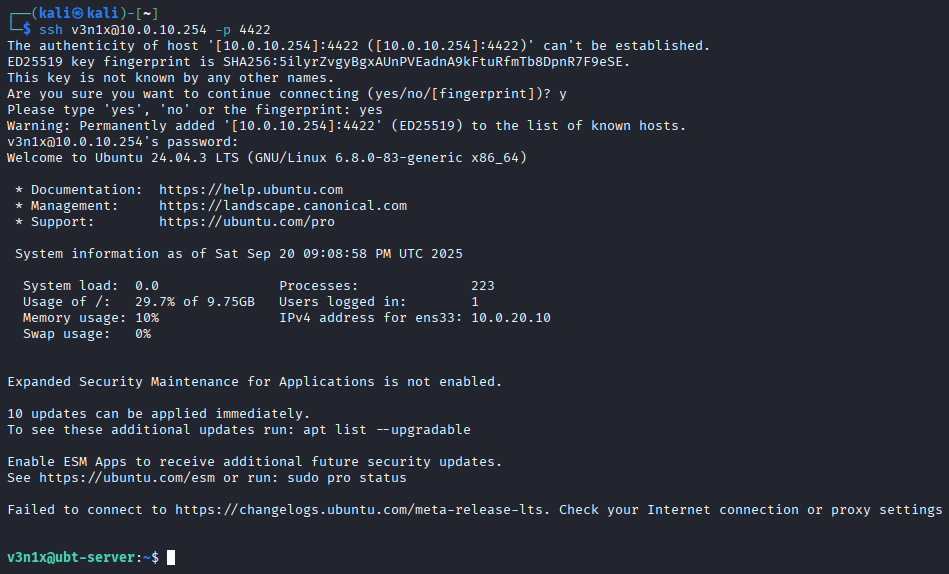 ┌──(kali㉿kali)-[~]
└─$ ssh v3n1x@10.0.10.254 -p 4422
The authenticity of host '[10.0.10.254]:4422 ([10.0.10.254]:4422)' can't be established.
ED25519 key fingerprint is SHA256:5ilyrZvgyBgxAUnPVEadnA9kFtuRfmTb8DpnR7F9eSE.
This key is not known by any other names.
Are you sure you want to continue connecting (yes/no/[fingerprint])? y
Please type 'yes', 'no' or the fingerprint: yes
Warning: Permanently added '[10.0.10.254]:4422' (ED25519) to the list of known hosts.
v3n1x@10.0.10.254's password:
Welcome to Ubuntu 24.04.3 LTS (GNU/Linux 6.8.0-83-generic x86_64)

 * Documentation:  https://help.ubuntu.com
 * Management:     https://landscape.canonical.com
 * Support:        https://ubuntu.com/pro

 System information as of Sat Sep 20 09:08:58 PM UTC 2025

  System load:  0.0               Processes:              223
  Usage of /:   29.7% of 9.75GB   Users logged in:        1
  Memory usage: 10%               IPv4 address for ens33: 10.0.20.10
  Swap usage:   0%

Expanded Security Maintenance for Applications is not enabled.

10 updates can be applied immediately.
To see these additional updates run: apt list --upgradable

Enable ESM Apps to receive additional future security updates.
See https://ubuntu.com/esm or run: sudo pro status

Failed to connect to https://changelogs.ubuntu.com/meta-release-lts. Check your Internet connection or proxy settings

v3n1x@ubt-server:~$